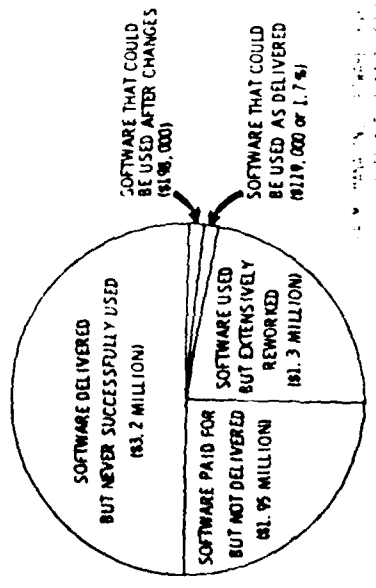 SOFTWARE DELIVERED
BUT NEVER SUCCESSFULLY USED
($3.2 MILLION)
SOFTWARE THAT COULD
BE USED AFTER CHANGES
($198,000)
SOFTWARE THAT COULD
BE USED AS DELIVERED
($119,000 or 1.7%)
SOFTWARE USED
BUT EXTENSIVELY
REWORKED
($1.3 MILLION)
SOFTWARE PAID FOR
BUT NOT DELIVERED
($1.95 MILLION)